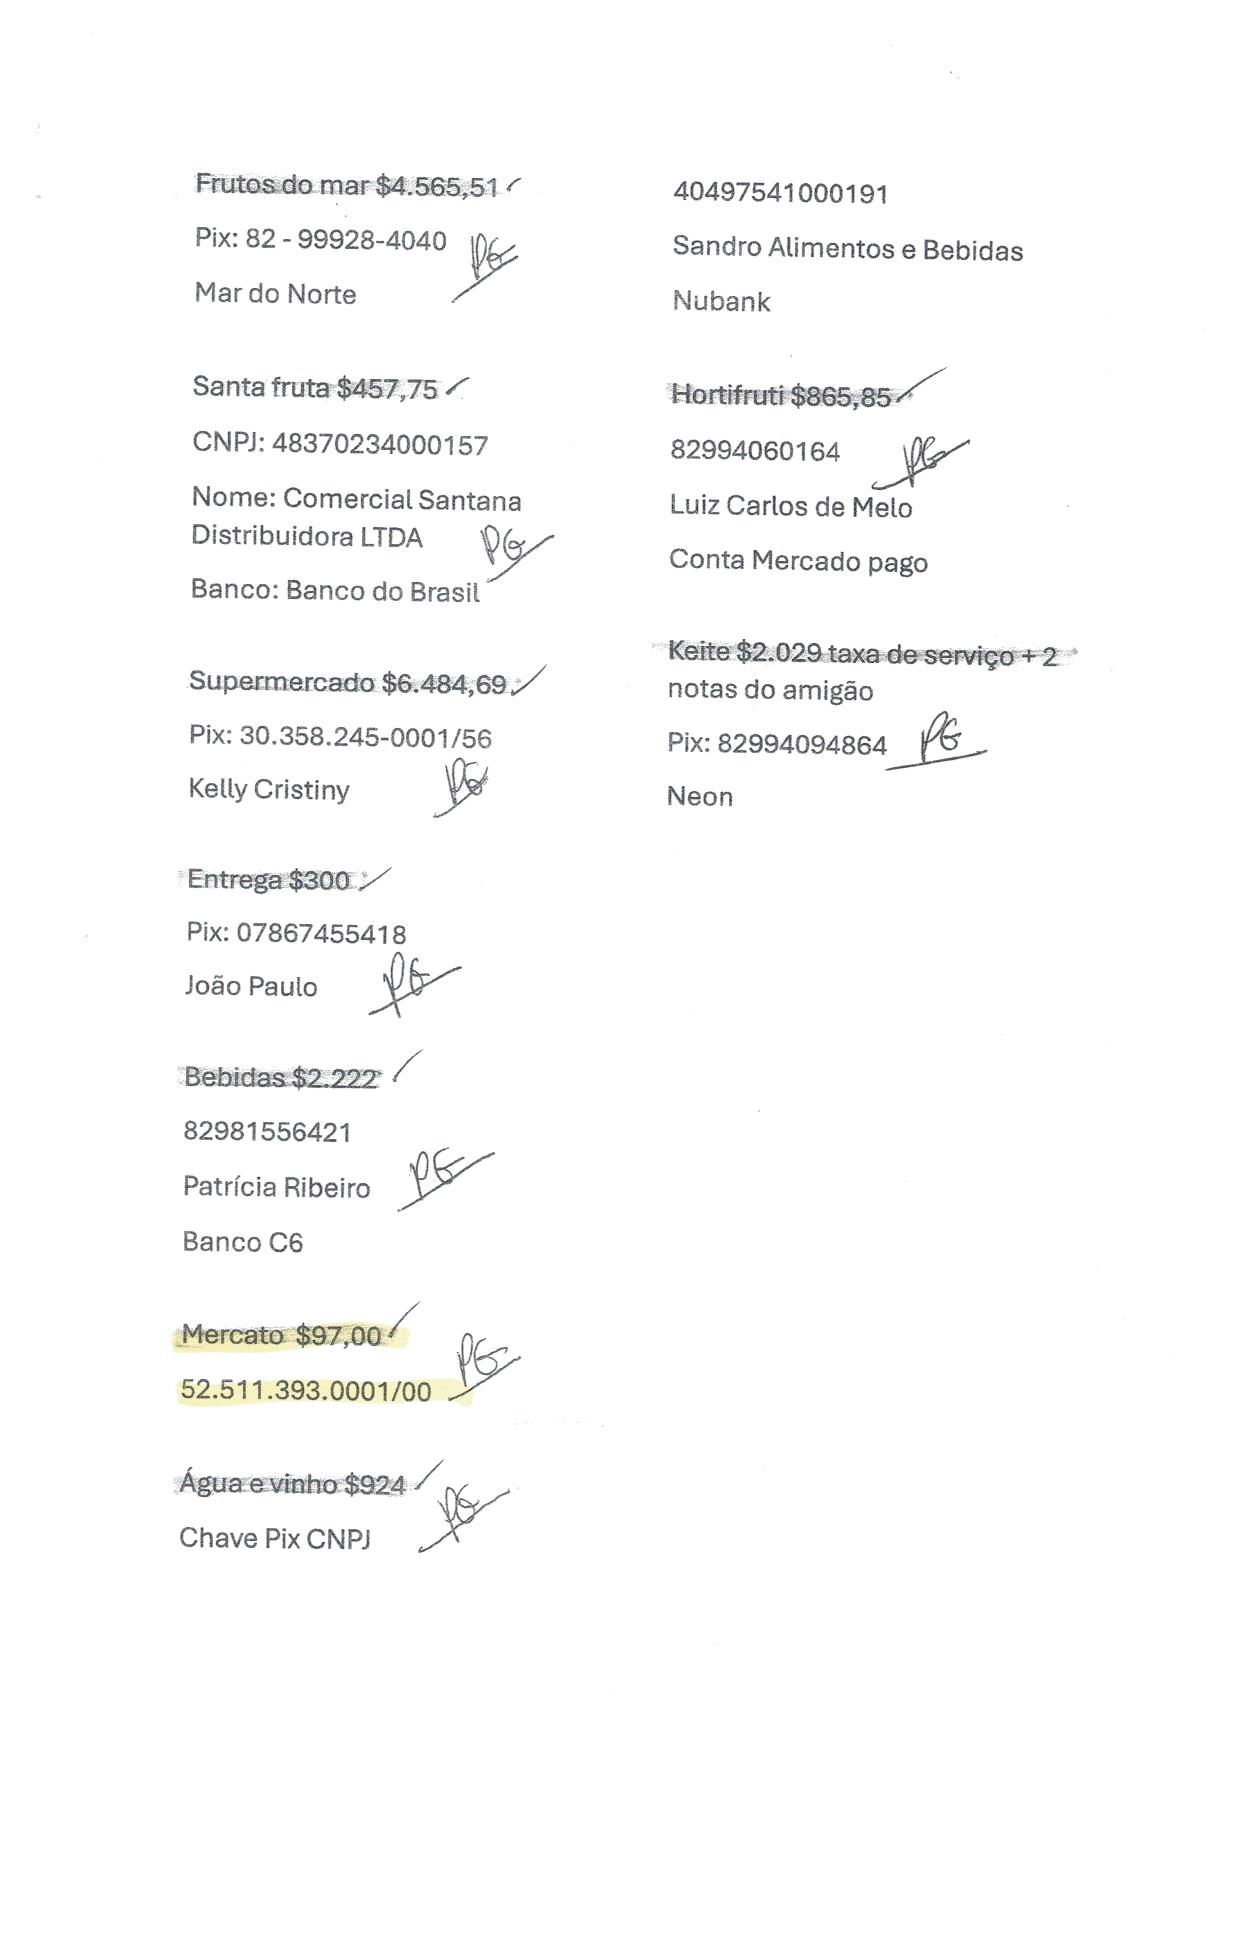 Frutos do mar $4.565,51 ✓
Pix: 82 - 99928-4040
PG
Mar do Norte
Santa fruta $457,75 ✓
CNPJ: 48370234000157
Nome: Comercial Santana
Distribuidora LTDA
PG
Banco: Banco do Brasil
Supermercado $6.484,69 ✓
Pix: 30.358.245-0001/56
Kelly Cristiny
PG
Entrega $300 ✓
Pix: 07867455418
João Paulo
PG
Bebidas $2.222 ✓
82981556421
Patrícia Ribeiro
PG
Banco C6
Mercato $97,00 ✓
PG
52.511.393.0001/00
Água e vinho $924 ✓
PG
Chave Pix CNPJ
40497541000191
Sandro Alimentos e Bebidas
Nubank
Hortifruti $865,85 ✓
82994060164
PG
Luiz Carlos de Melo
Conta Mercado pago
Keite $2.029 taxa de serviço + 2
notas do amigão
Pix: 82994094864
PG
Neon